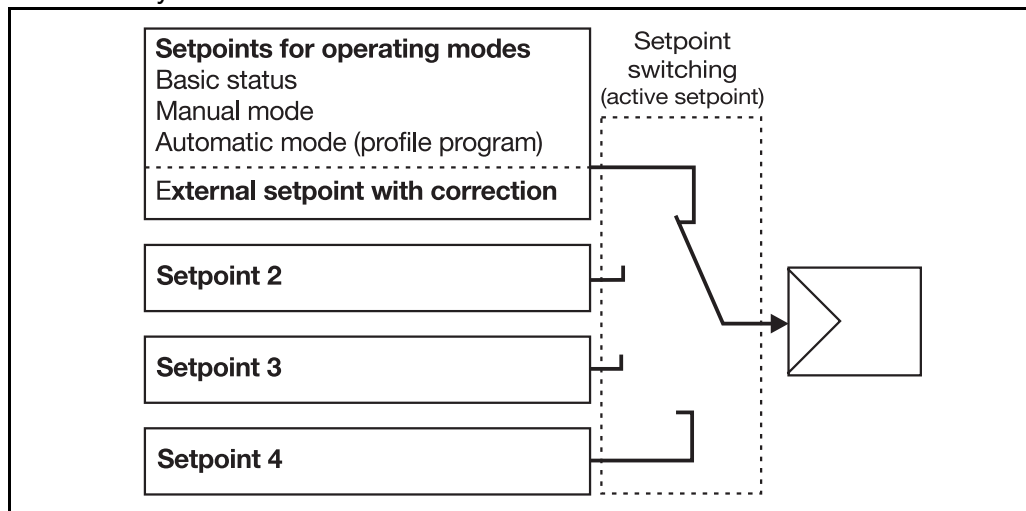 Setpoints for operating modes
Basic status
Manual mode
Automatic mode (profile program)
External setpoint with correction
Setpoint 2
Setpoint 3
Setpoint 4
Setpoint
switching
(active setpoint)